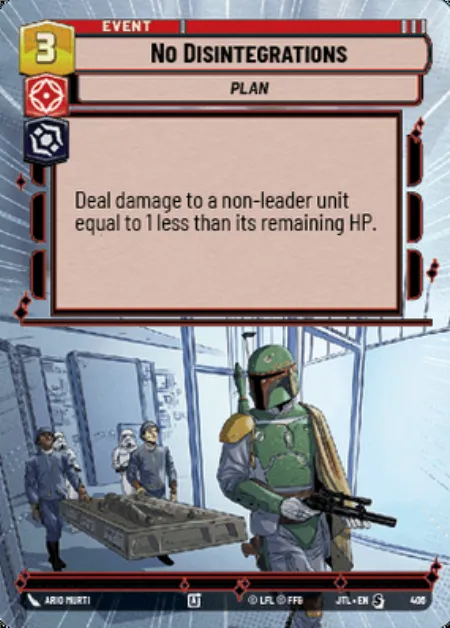 EVENT
3
NO DISINTEGRATIONS
PLAN
Deal damage to a non-leader unit
equal to 1 less than its remaining HP.
ARIO MURTI
© LFL © FFG
JTL • EN
406